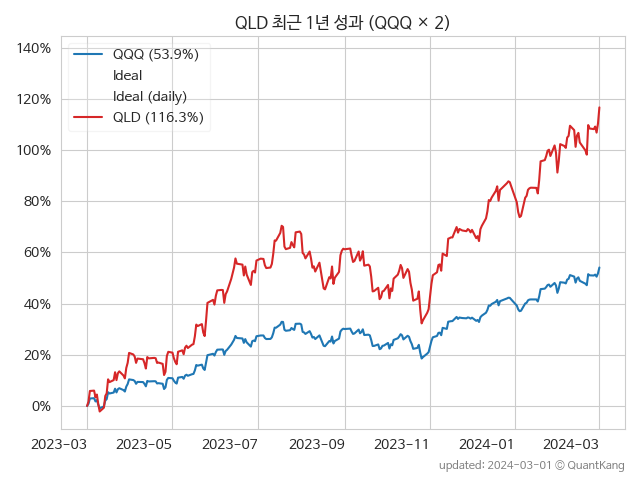 QLD 최근 1년 성과 (QQQ × 2)
QQQ (53.9%)
Ideal
Ideal (daily)
QLD (116.3%)
140%
120%
100%
80%
60%
40%
20%
0%
2023-03 2023-05 2023-07 2023-09 2023-11 2024-01 2024-03
updated: 2024-03-01 © QuantKang